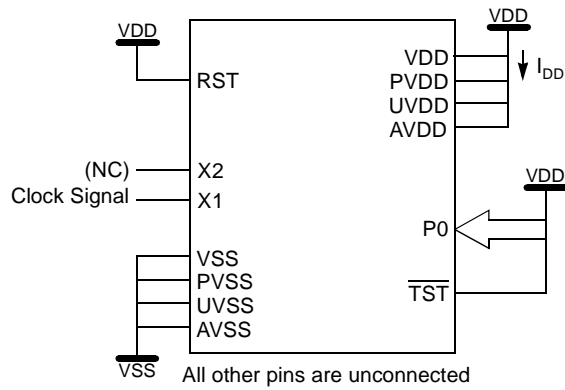 VDD
VDD
RST
VDD
PVDD
UVDD
AVDD
IDD
(NC)
X2
Clock Signal
X1
VDD
P0
TST
VSS
PVSS
UVSS
AVSS
VSS
All other pins are unconnected